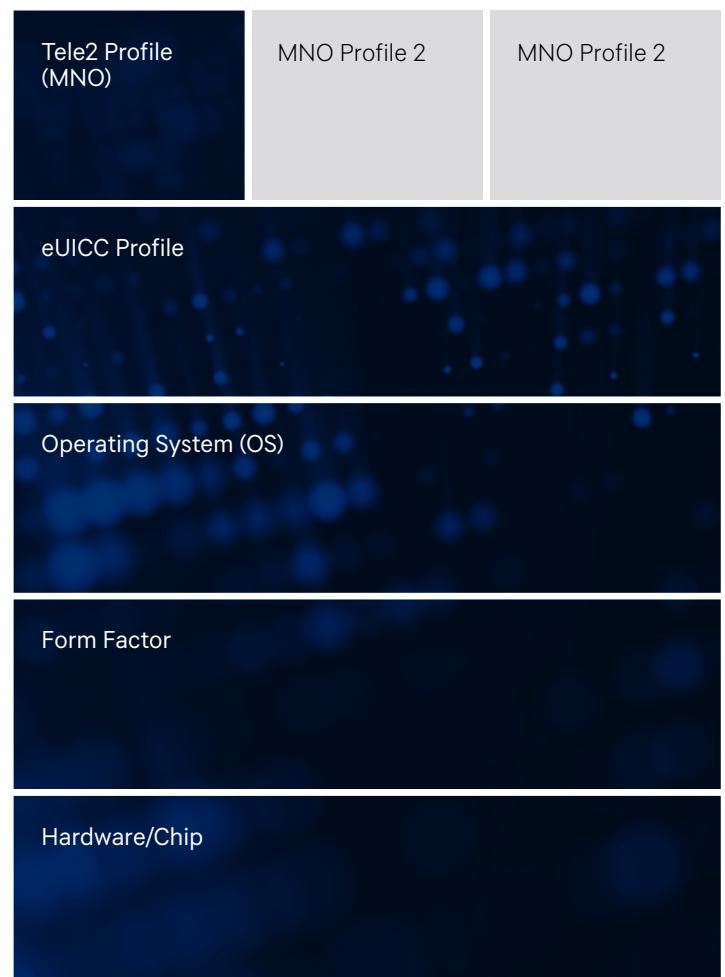 Tele2 Profile
(MNO)
MNO Profile 2
MNO Profile 2
eUICC Profile
Operating System (OS)
Form Factor
Hardware/Chip